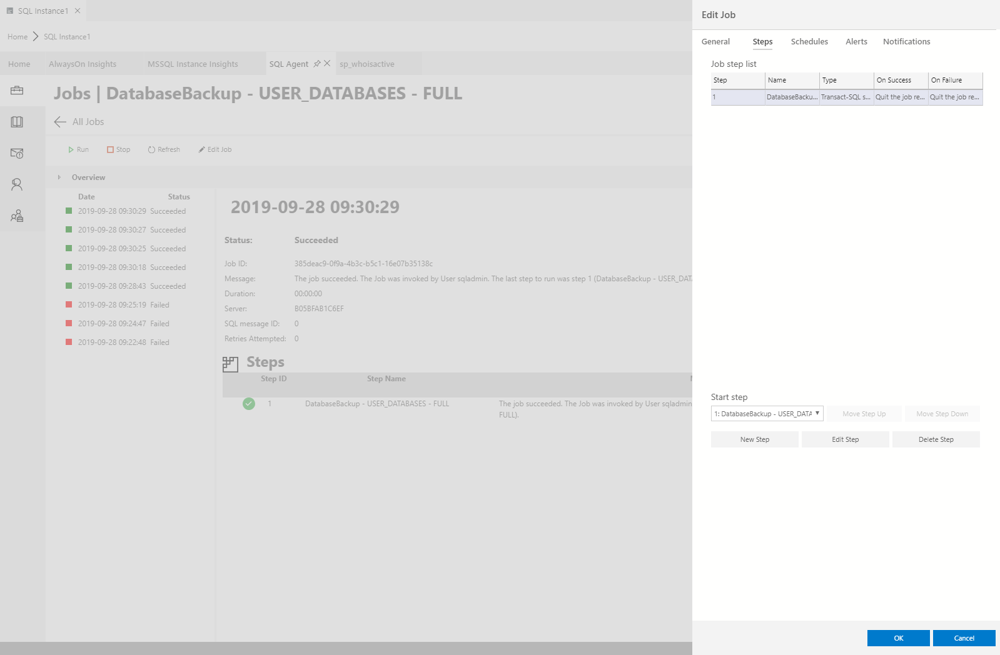 SQL Instance1
Home SQL Instance1
Home AlwaysOn Insights MSSQL Instance Insights SQL Agent sp_whoisactive
Jobs | DatabaseBackup - USER_DATABASES - FULL
All Jobs
Run Stop Refresh Edit Job
Overview
Date Status
2019-09-28 09:30:29 Succeeded
2019-09-28 09:30:27 Succeeded
2019-09-28 09:30:25 Succeeded
2019-09-28 09:30:18 Succeeded
2019-09-28 09:28:43 Succeeded
2019-09-28 09:25:19 Failed
2019-09-28 09:24:47 Failed
2019-09-28 09:22:48 Failed
2019-09-28 09:30:29
Status: Succeeded
Job ID: 385deac9-0f9a-4b3c-b5c1-16e07b35138c
Message: The job succeeded. The Job was invoked by User sqladmin. The last step to run was step 1 (DatabaseBackup - USER_DATA
Duration: 00:00:00
Server: B05BFAB1C6EF
SQL message ID: 0
Retries Attempted: 0
Steps
Step ID Step Name
1 DatabaseBackup - USER_DATABASES - FULL The job succeeded. The Job was invoked by User sqladmin
FULL).
Edit Job
General Steps Schedules Alerts Notifications
Job step list
Step Name Type On Success On Failure
1 DatabaseBacku... Transact-SQL s... Quit the job re... Quit the job re...
Start step
1: DatabaseBackup - USER_DATA Move Step Up Move Step Down
New Step Edit Step Delete Step
OK Cancel